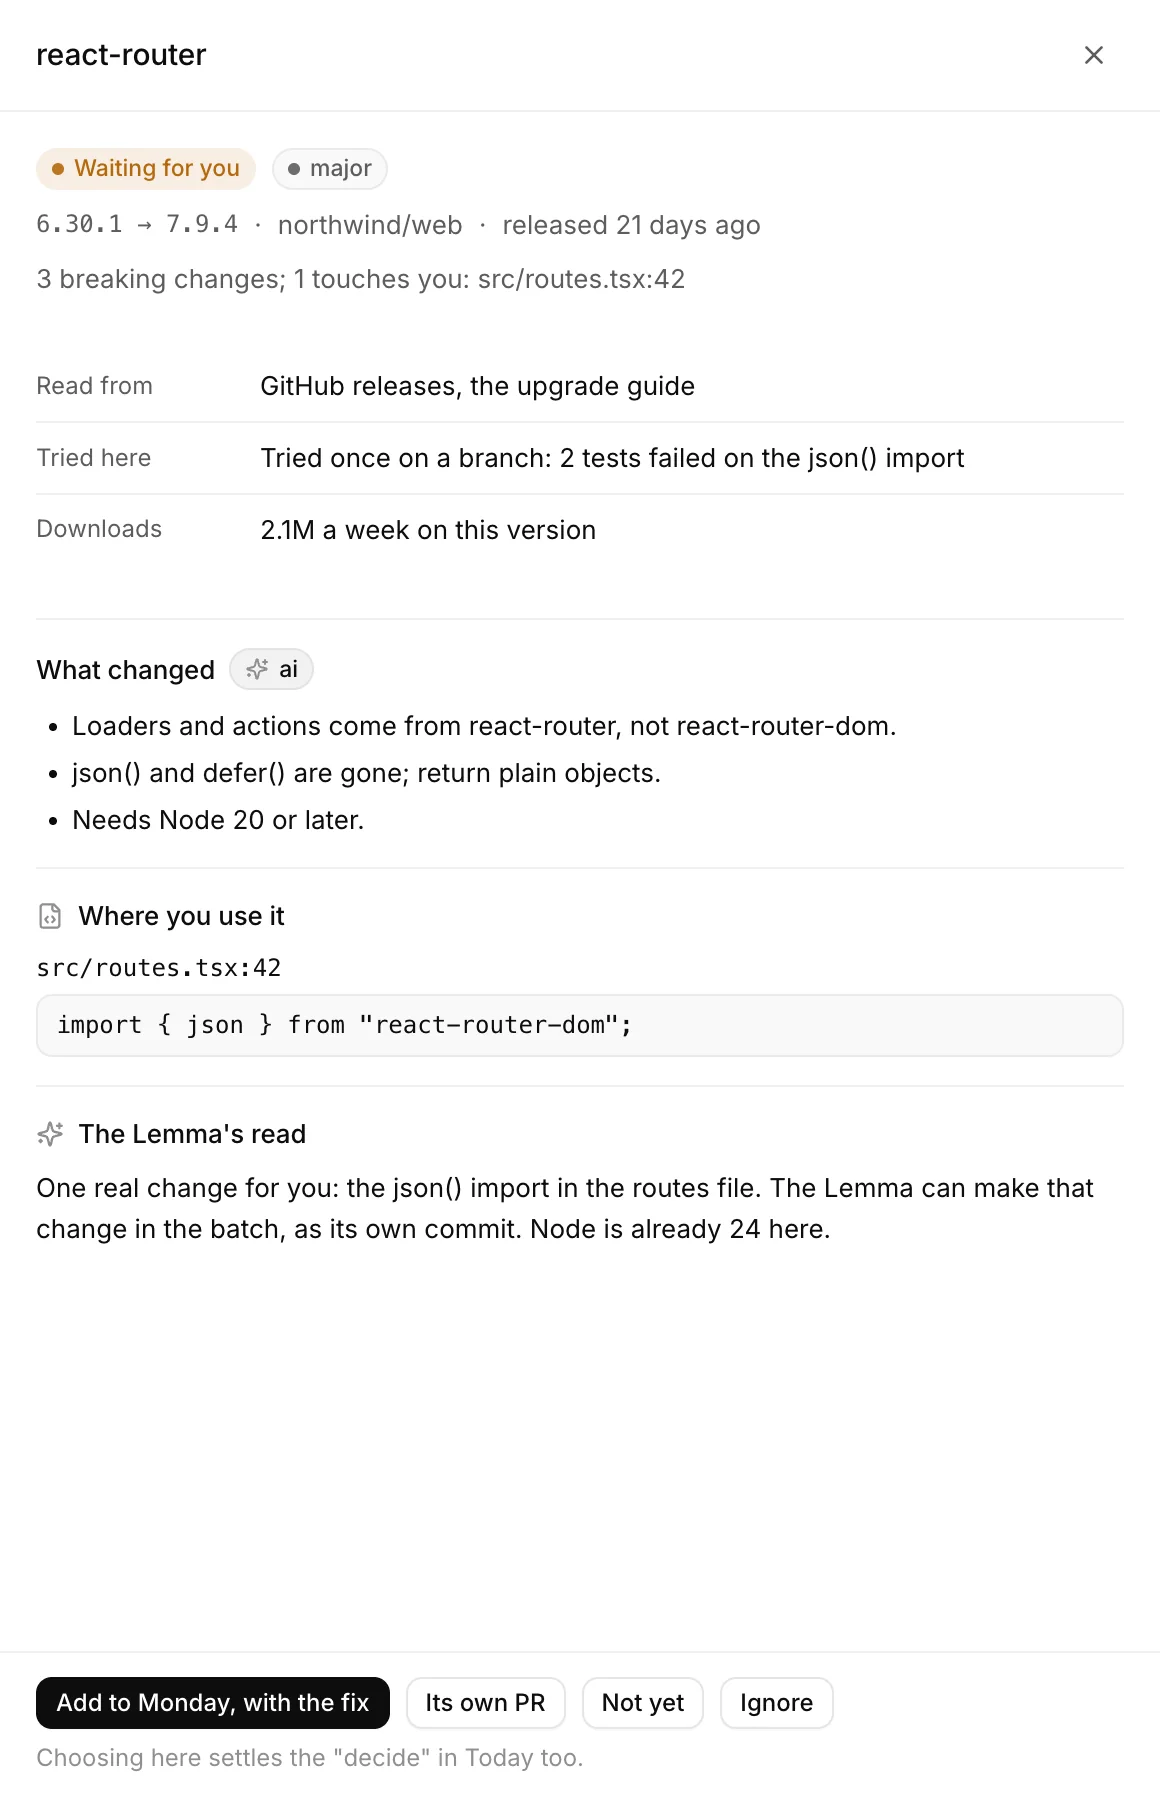 react-router
Waiting for you
major
6.30.1 → 7.9.4 · northwind/web · released 21 days ago
3 breaking changes; 1 touches you: src/routes.tsx:42
Read from
GitHub releases, the upgrade guide
Tried here
Tried once on a branch: 2 tests failed on the json() import
Downloads
2.1M a week on this version
What changed
ai
• Loaders and actions come from react-router, not react-router-dom.
• json() and defer() are gone; return plain objects.
• Needs Node 20 or later.
Where you use it
src/routes.tsx:42
import { json } from "react-router-dom";
The Lemma's read
One real change for you: the json() import in the routes file. The Lemma can make that
change in the batch, as its own commit. Node is already 24 here.
Add to Monday, with the fix
Its own PR
Not yet
Ignore
Choosing here settles the "decide" in Today too.